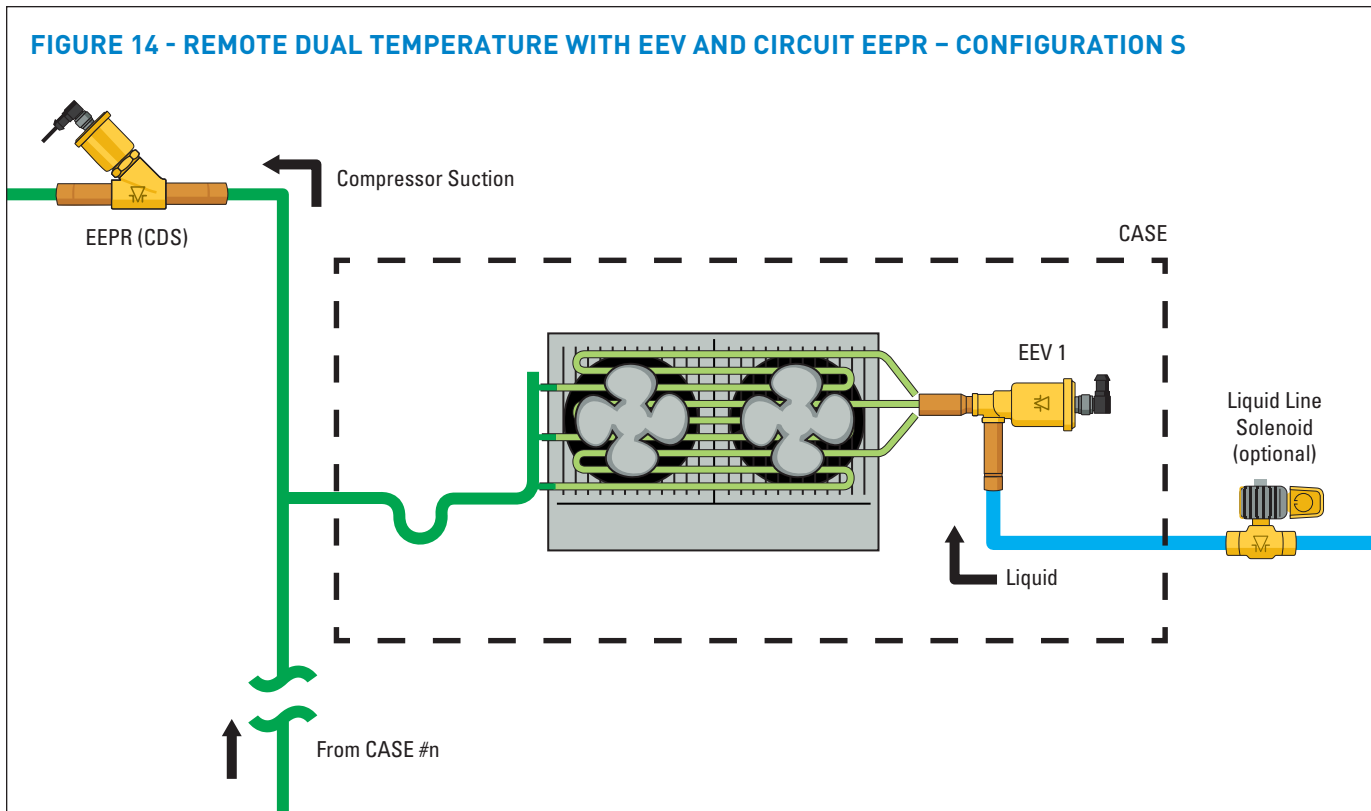 FIGURE 14 - REMOTE DUAL TEMPERATURE WITH EEV AND CIRCUIT EEPR – CONFIGURATION S
Compressor Suction
EEPR (CDS)
CASE
EEV 1
Liquid Line
Solenoid
(optional)
Liquid
From CASE #n